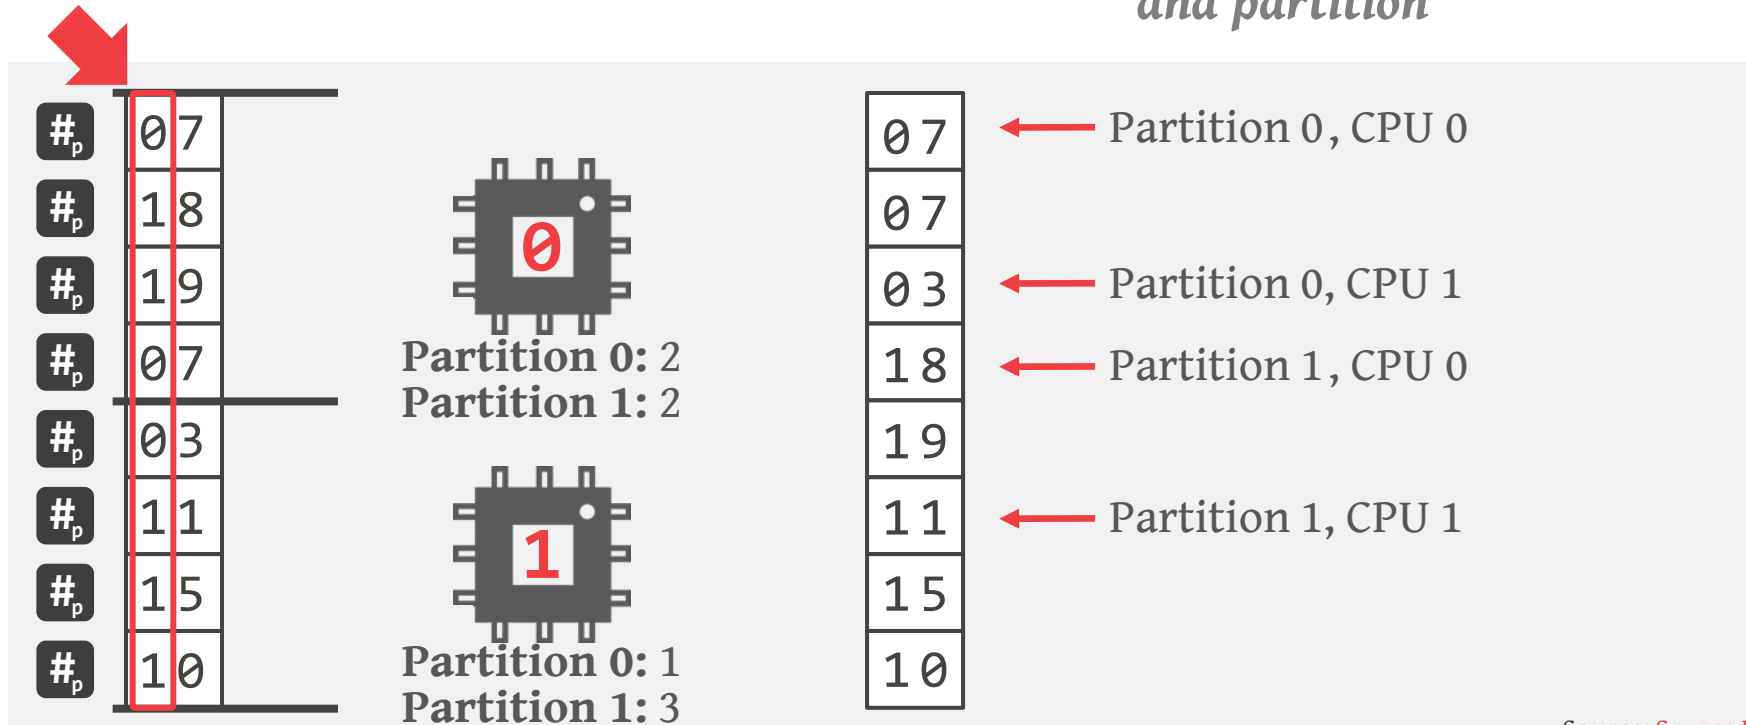 and partition
#p 07
#p 18
#p 19
#p 07
#p 03
#p 11
#p 15
#p 10
0
Partition 0: 2
Partition 1: 2
1
Partition 0: 1
Partition 1: 3
07 Partition 0, CPU 0
07
03 Partition 0, CPU 1
18 Partition 1, CPU 0
19
11 Partition 1, CPU 1
15
10